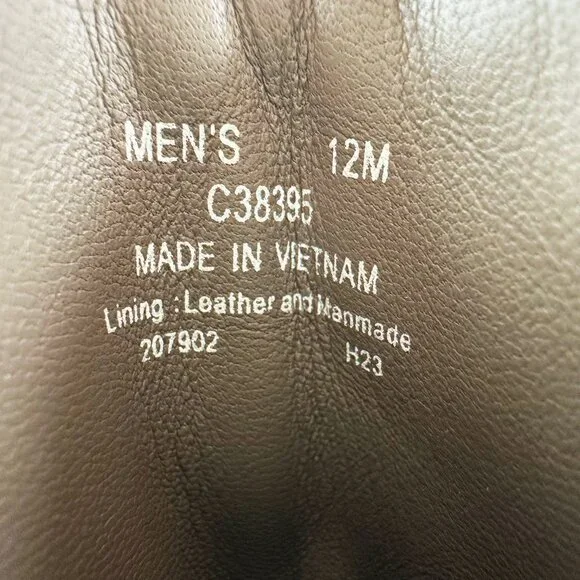 MEN'S 12M
C38395
MADE IN VIETNAM
Lining : Leather and Manmade
207902 H23